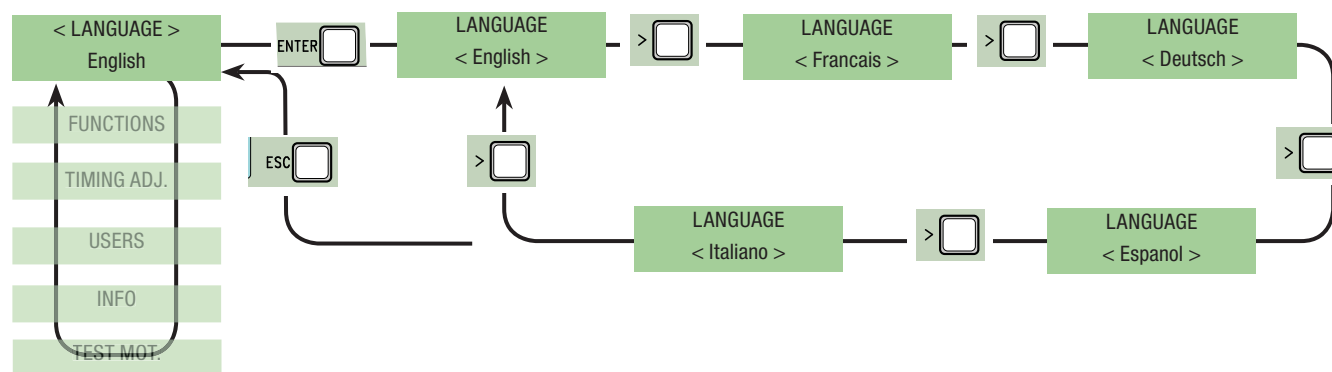 < LANGUAGE >
English
ENTER
LANGUAGE
< English >
>
LANGUAGE
< Francais >
>
LANGUAGE
< Deutsch >
>
LANGUAGE
< Espanol >
>
LANGUAGE
< Italiano >
>
ESC
FUNCTIONS
TIMING ADJ.
USERS
INFO
TEST MOT.